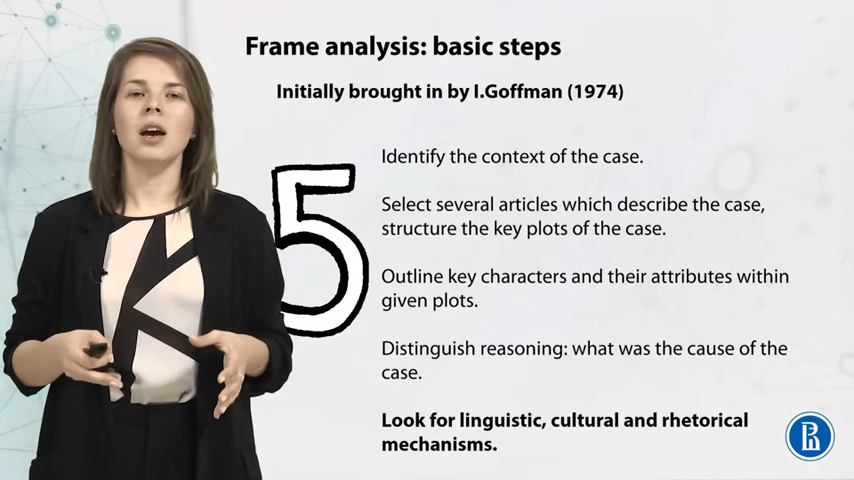 Frame analysis: basic steps
Initially brought in by I.Goffman (1974)
5
Identify the context of the case.
Select several articles which describe the case,
structure the key plots of the case.
Outline key characters and their attributes within
given plots.
Distinguish reasoning: what was the cause of the
case.
Look for linguistic, cultural and rhetorical
mechanisms.